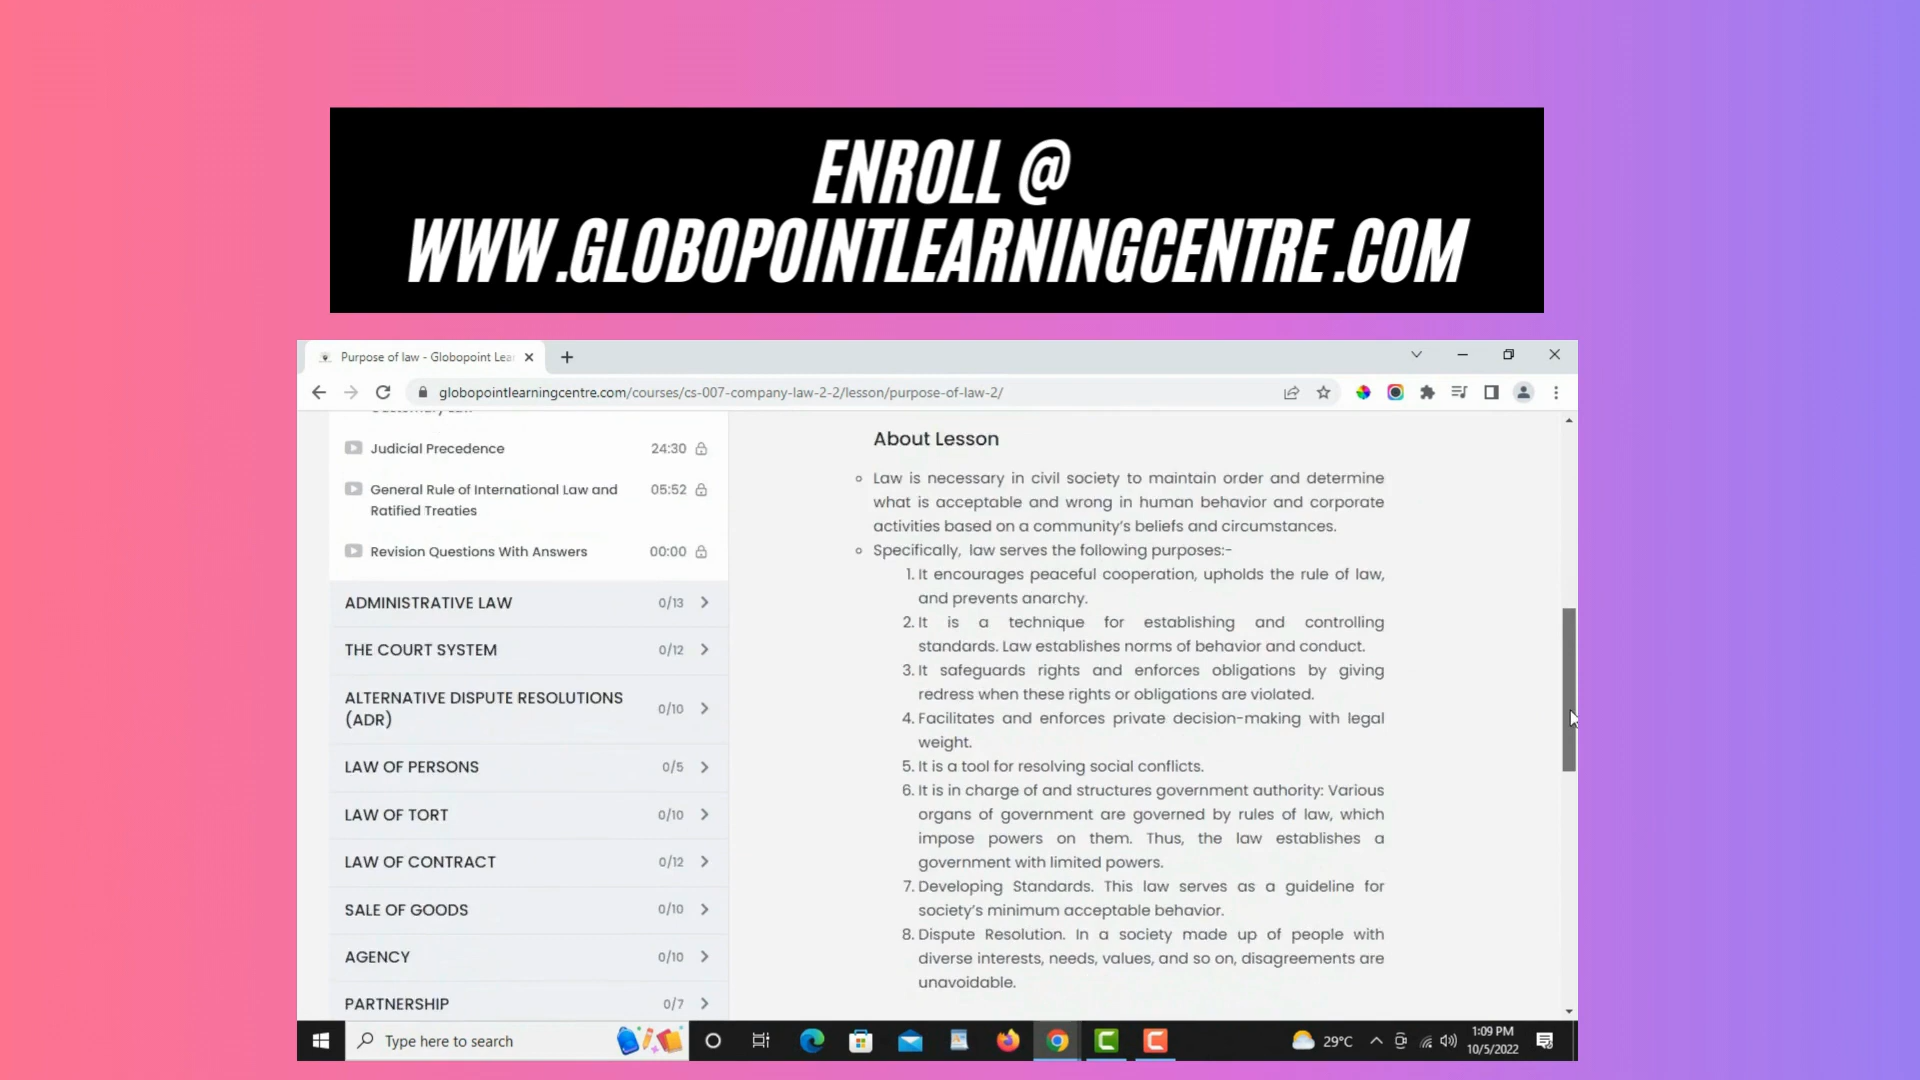 ENROLL @
WWW.GLOBOPOINTLEARNINGCENTRE.COM
Purpose of law - Globopoint Lea
globopointlearningcentre.com/courses/cs-007-company-law-2-2/lesson/purpose-of-law-2/
Judicial Precedence 24:30
General Rule of International Law and 05:52
Ratified Treaties
Revision Questions With Answers 00:00
ADMINISTRATIVE LAW 0/13
THE COURT SYSTEM 0/12
ALTERNATIVE DISPUTE RESOLUTIONS
(ADR) 0/10
LAW OF PERSONS 0/5
LAW OF TORT 0/10
LAW OF CONTRACT 0/12
SALE OF GOODS 0/10
AGENCY 0/10
PARTNERSHIP 0/7
About Lesson
Law is necessary in civil society to maintain order and determine
what is acceptable and wrong in human behavior and corporate
activities based on a community's beliefs and circumstances.
Specifically, law serves the following purposes:-
1. It encourages peaceful cooperation, upholds the rule of law,
and prevents anarchy.
2. It is a technique for establishing and controlling
standards. Law establishes norms of behavior and conduct.
3. It safeguards rights and enforces obligations by giving
redress when these rights or obligations are violated.
4. Facilitates and enforces private decision-making with legal
weight.
5. It is a tool for resolving social conflicts.
6. It is in charge of and structures government authority: Various
organs of government are governed by rules of law, which
impose powers on them. Thus, the law establishes a
government with limited powers.
7. Developing Standards. This law serves as a guideline for
society's minimum acceptable behavior.
8. Dispute Resolution. In a society made up of people with
diverse interests, needs, values, and so on, disagreements are
unavoidable.
Type here to search
29°C
1:09 PM
10/5/2022